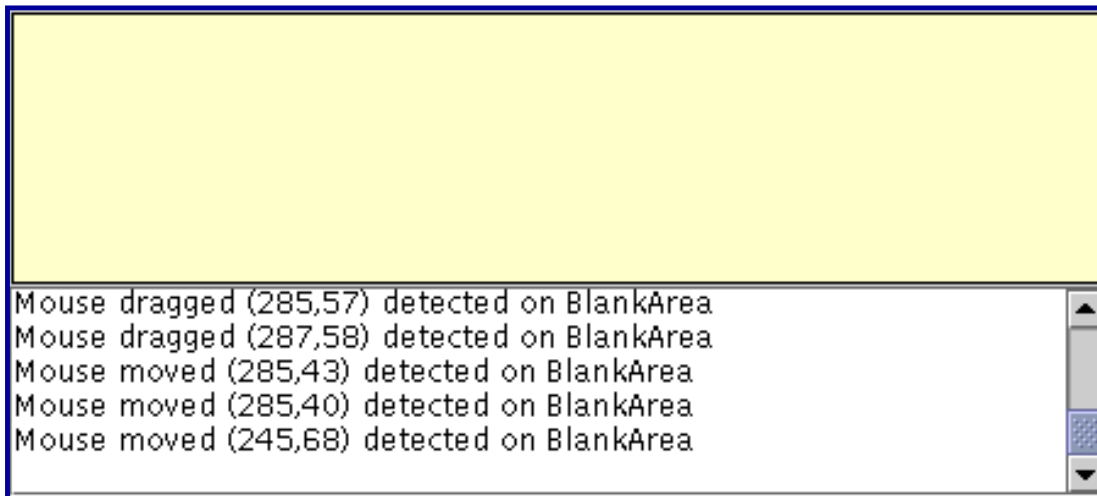 Mouse dragged (285,57) detected on BlankArea
Mouse dragged (287,58) detected on BlankArea
Mouse moved (285,43) detected on BlankArea
Mouse moved (285,40) detected on BlankArea
Mouse moved (245,68) detected on BlankArea